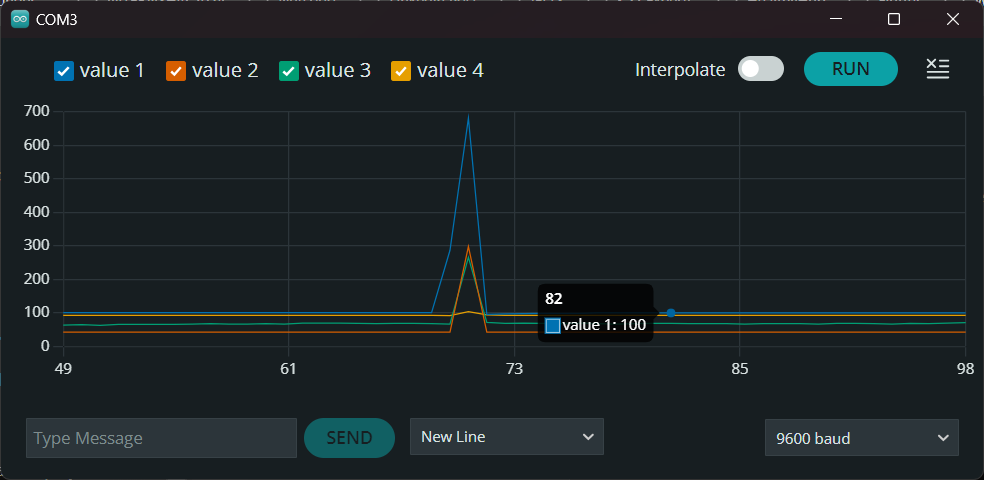 COM3
value 1 value 2 value 3 value 4 Interpolate RUN
700
600
500
400
300
200
100
0
82
value 1: 100
49 61 73 85 98
Type Message SEND New Line 9600 baud